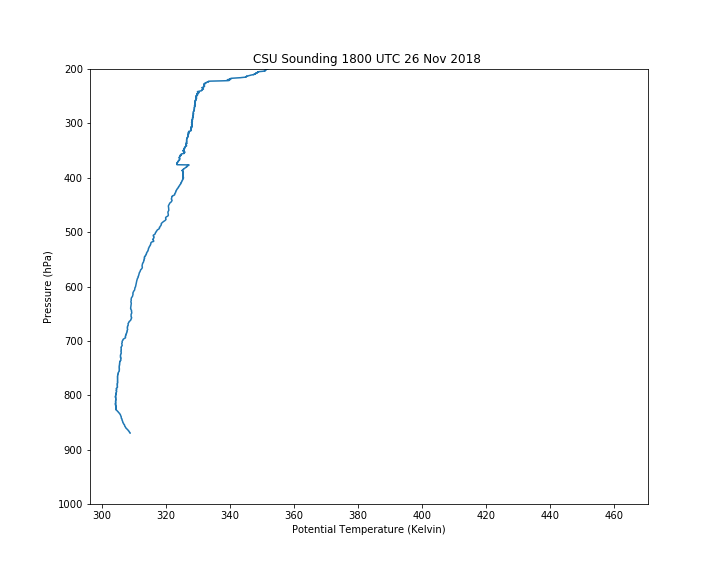 CSU Sounding 1800 UTC 26 Nov 2018
200
300
400
500
600
700
800
900
1000
Pressure (hPa)
300 320 340 360 380 400 420 440 460
Potential Temperature (Kelvin)